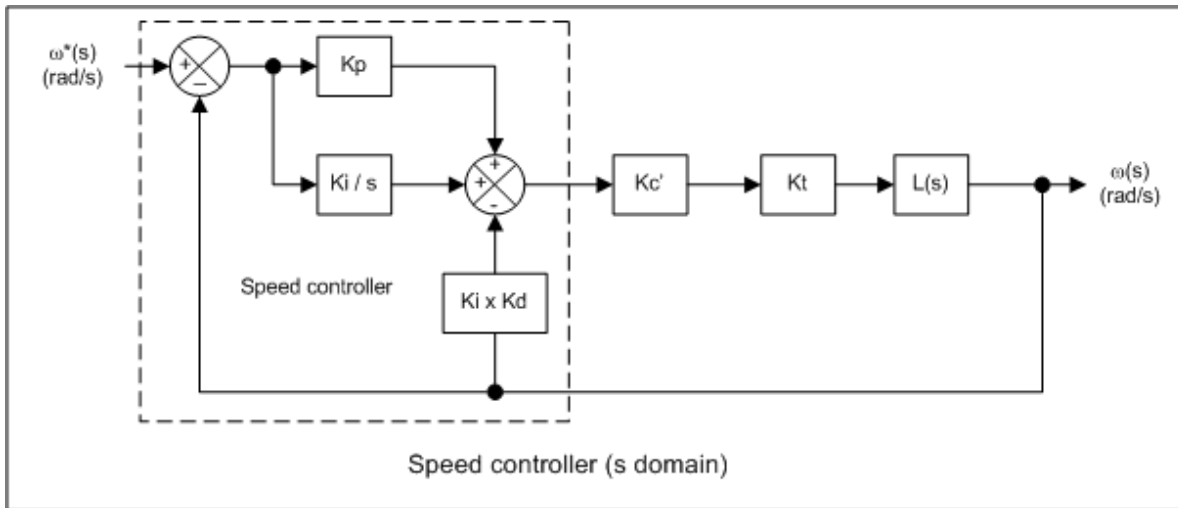 ω*(s)
(rad/s)
+
−
Kp
Ki / s
+
+
-
Kc'
Kt
L(s)
ω(s)
(rad/s)
Speed controller
Ki x Kd
Speed controller (s domain)